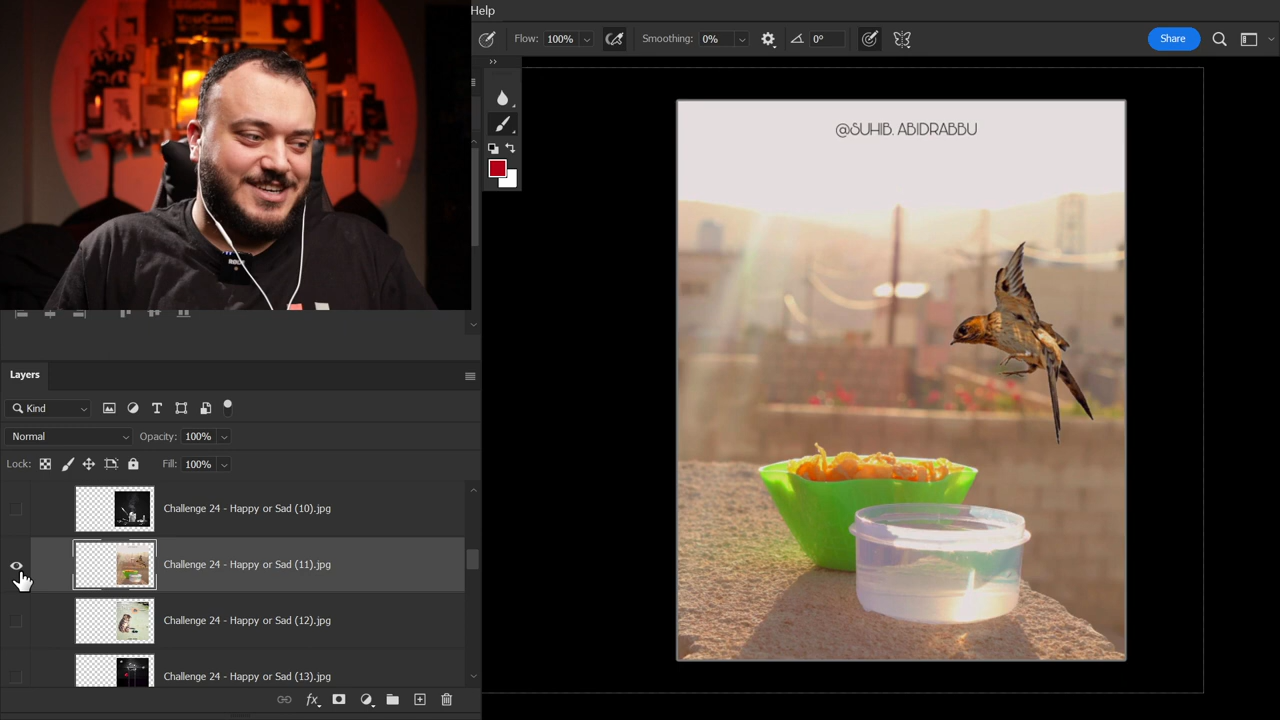 Help
Flow: 100%
Smoothing: 0%
0°
Share
@SUHIB. ABIDRABBU
Layers
Kind
Normal
Opacity: 100%
Lock:
Fill: 100%
Challenge 24 - Happy or Sad (10).jpg
Challenge 24 - Happy or Sad (11).jpg
Challenge 24 - Happy or Sad (12).jpg
Challenge 24 - Happy or Sad (13).jpg
fx